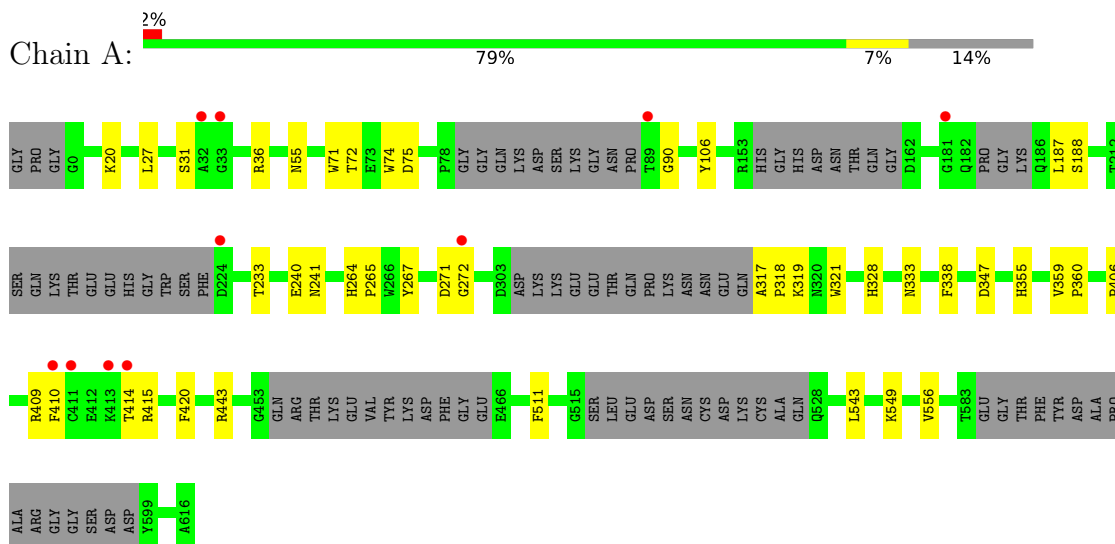 2%
Chain A:
79% 7% 14%
GLY PRO GLY G0 K20 L27 S31 A32 G33 R36 N55 W71 T72 E73 W74 D75 P78 GLY GLY GLN LYS ASP SER LYS GLY ASN PRO T89 G90 Y106 R153 HIS GLY HIS ASP ASN THR GLN GLY D162 G181 Q182 PRO GLY LYS Q186 L187 S188
SER GLN LYS THR GLU GLU HIS GLY TRP SER PHE D224 T233 E240 N241 H264 P265 W266 Y267 D271 G272 D303 ASP LYS LYS GLU GLU THR GLN PRO LYS ASN ASN GLU GLN A317 P318 K319 N320 W321 H328 N333 F338 D347 H355 V359 P360
R409 F410 C411 E412 K413 T414 R415 F420 R443 G453 GLN ARG THR LYS GLU VAL TYR LYS ASP PHE GLY GLU E466 F511 G515 SER LEU GLU ASP SER ASN CYS ASP LYS CYS ALA GLN Q528 L543 K549 V556 T583 GLU GLY THR PHE TYR ASP ALA PRO
ALA ARG GLY GLY SER ASP ASP Y599 A616